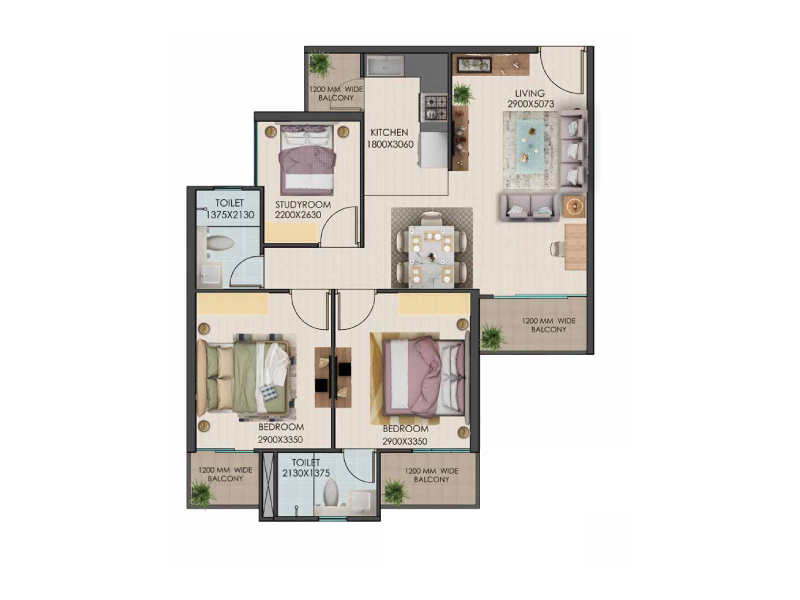 1200 MM WIDE
BALCONY
LIVING
2900X5073
KITCHEN
1800X3060
STUDYROOM
2200X2630
TOILET
1375X2130
1200 MM WIDE
BALCONY
BEDROOM
2900X3350
BEDROOM
2900X3350
1200 MM WIDE
BALCONY
TOILET
2130X1375
1200 MM WIDE
BALCONY